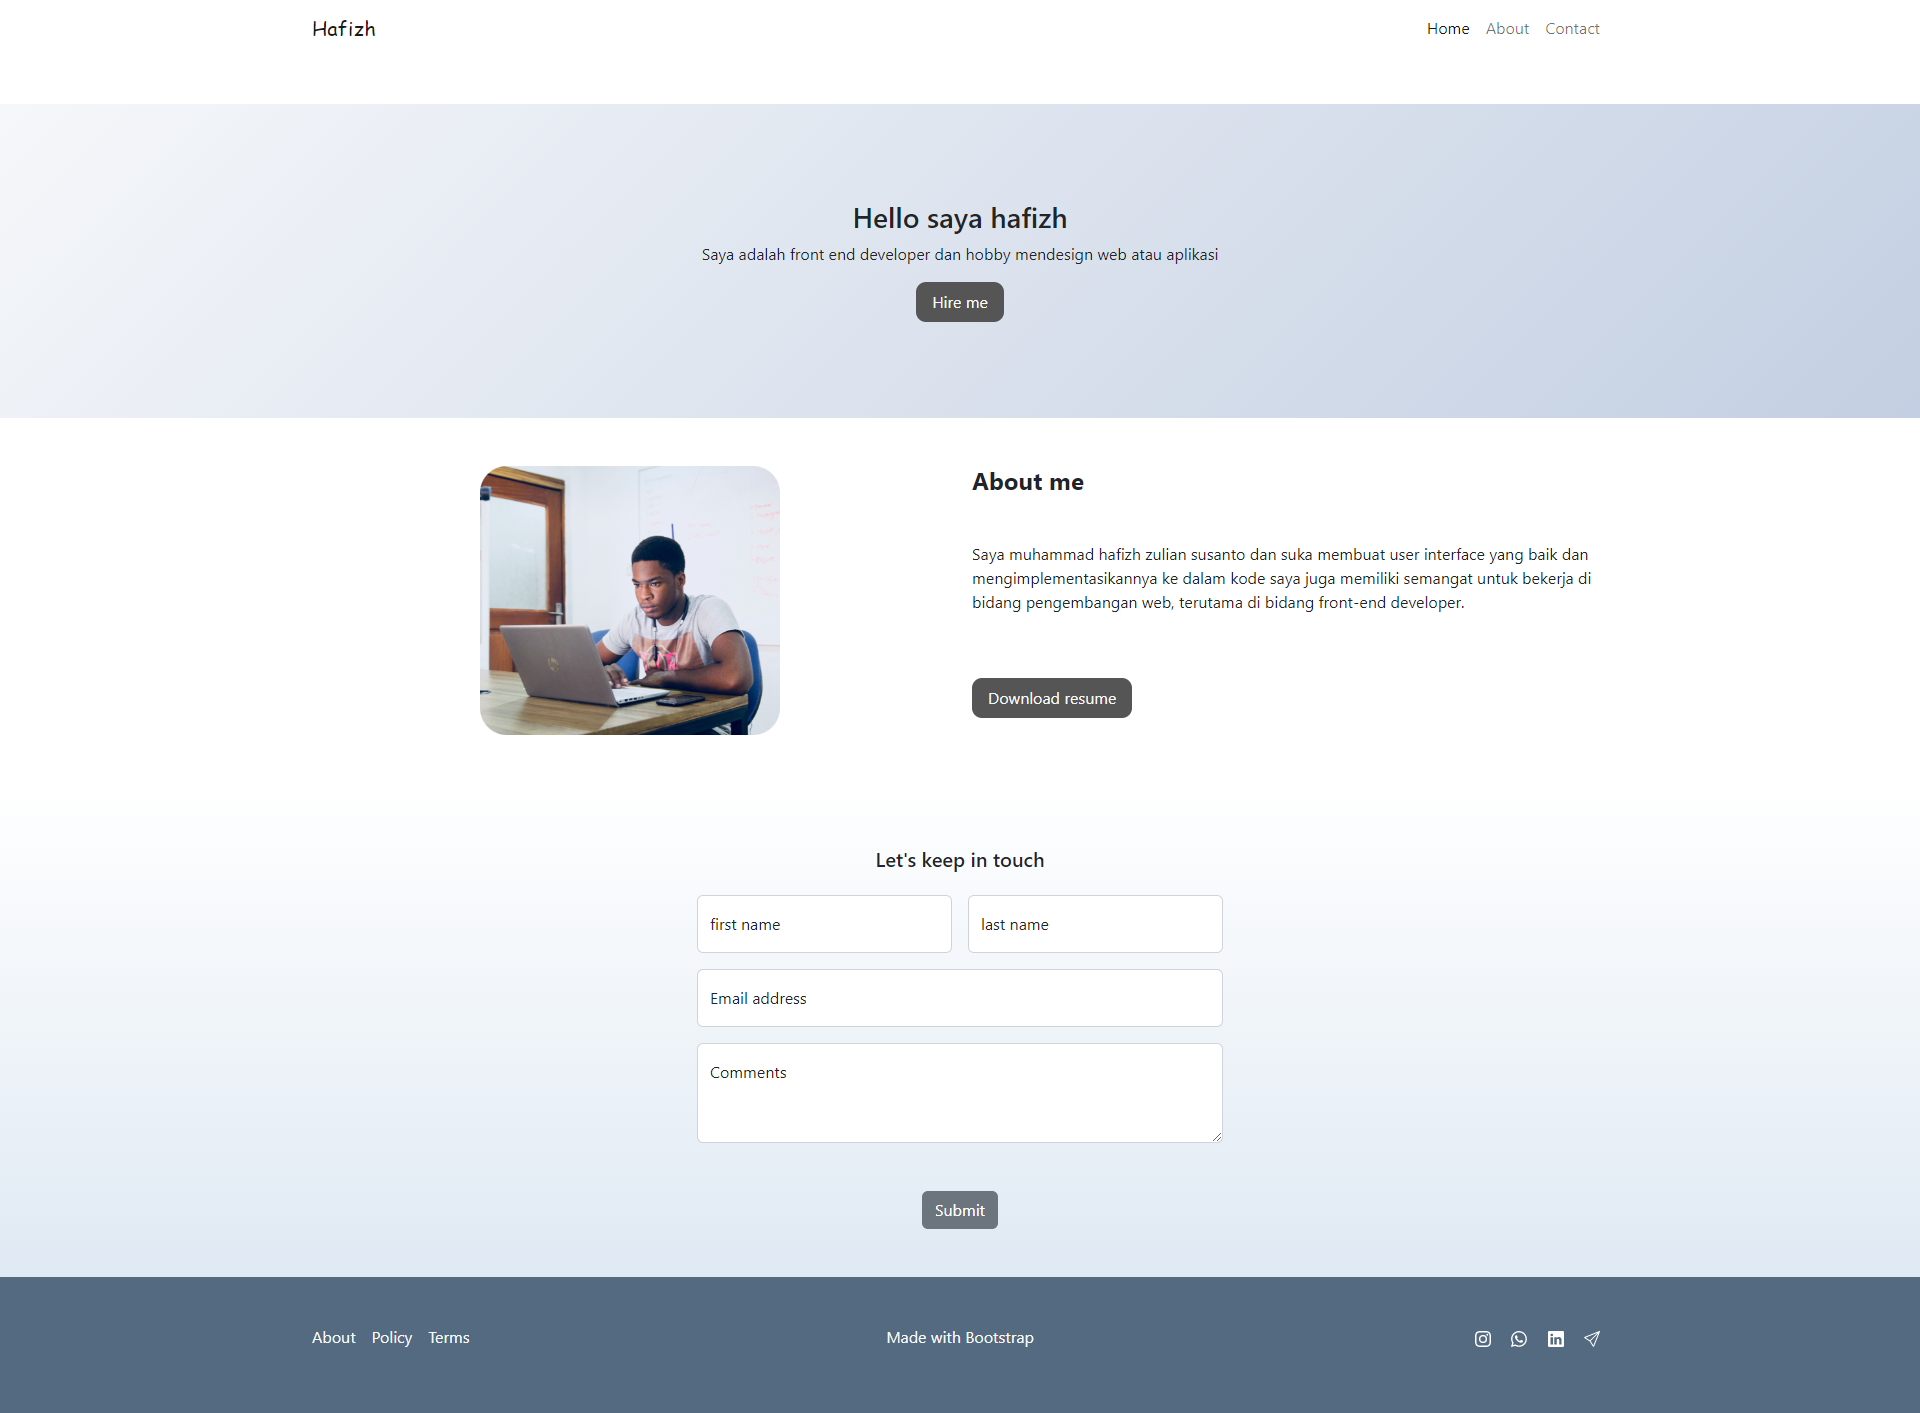 Hafizh
Home About Contact
Hello saya hafizh
Saya adalah front end developer dan hobby mendesign web atau aplikasi
Hire me
About me
Saya muhammad hafizh zulian susanto dan suka membuat user interface yang baik dan
mengimplementasikannya ke dalam kode saya juga memiliki semangat untuk bekerja di
bidang pengembangan web, terutama di bidang front-end developer.
Download resume
Let's keep in touch
first name
last name
Email address
Comments
Submit
About Policy Terms
Made with Bootstrap